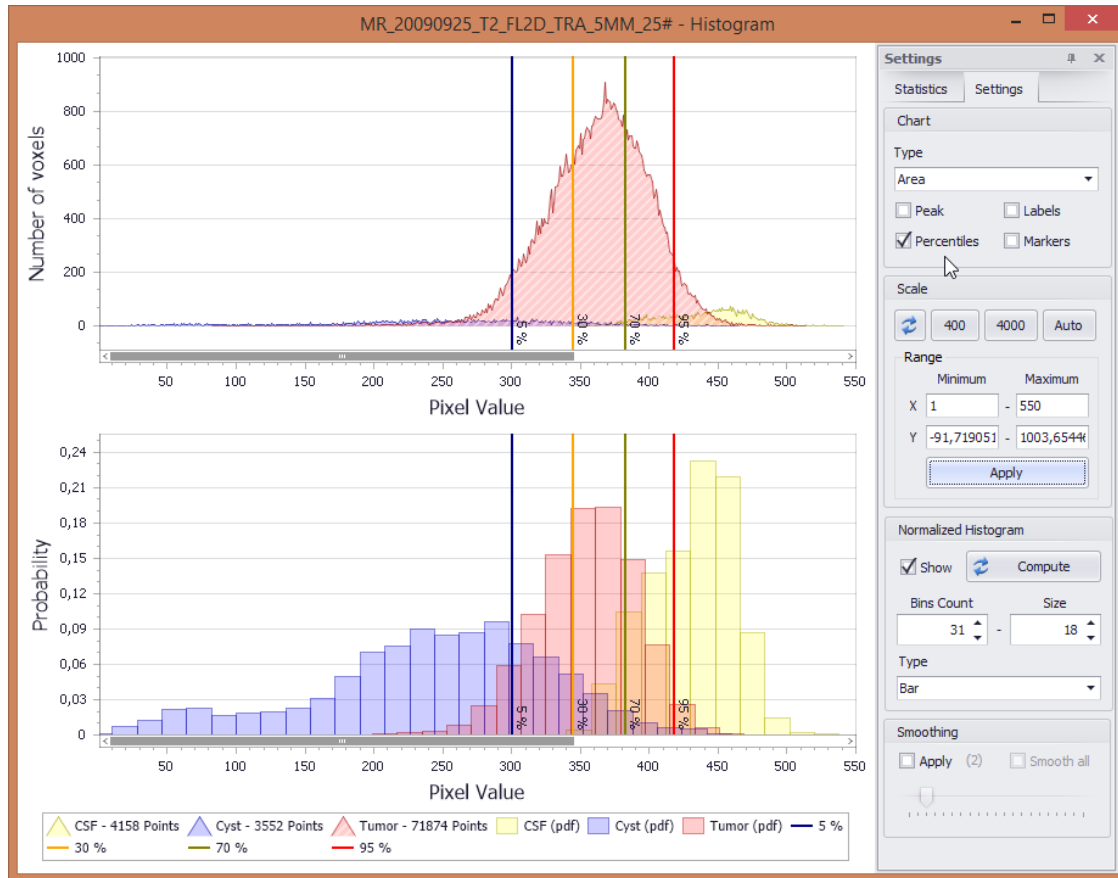 MR_20090925_T2_FL2D_TRA_5MM_25# - Histogram
Number of voxels
1000
800
600
400
200
0
5 %
30 %
70 %
95 %
50 100 150 200 250 300 350 400 450 500 550
Pixel Value
Probability
0,24
0,21
0,18
0,15
0,12
0,09
0,06
0,03
0
5 %
30 %
70 %
95 %
50 100 150 200 250 300 350 400 450 500 550
Pixel Value
CSF - 4158 Points Cyst - 3552 Points Tumor - 71874 Points CSF (pdf) Cyst (pdf) Tumor (pdf) 5 %
30 % 70 % 95 %
Settings
Statistics Settings
Chart
Type
Area
Peak Labels
Percentiles Markers
Scale
400 4000 Auto
Range
Minimum Maximum
X 1 - 550
Y -91,719051 - 1003,6544
Apply
Normalized Histogram
Show Compute
Bins Count Size
31 - 18
Type
Bar
Smoothing
Apply (2) Smooth all